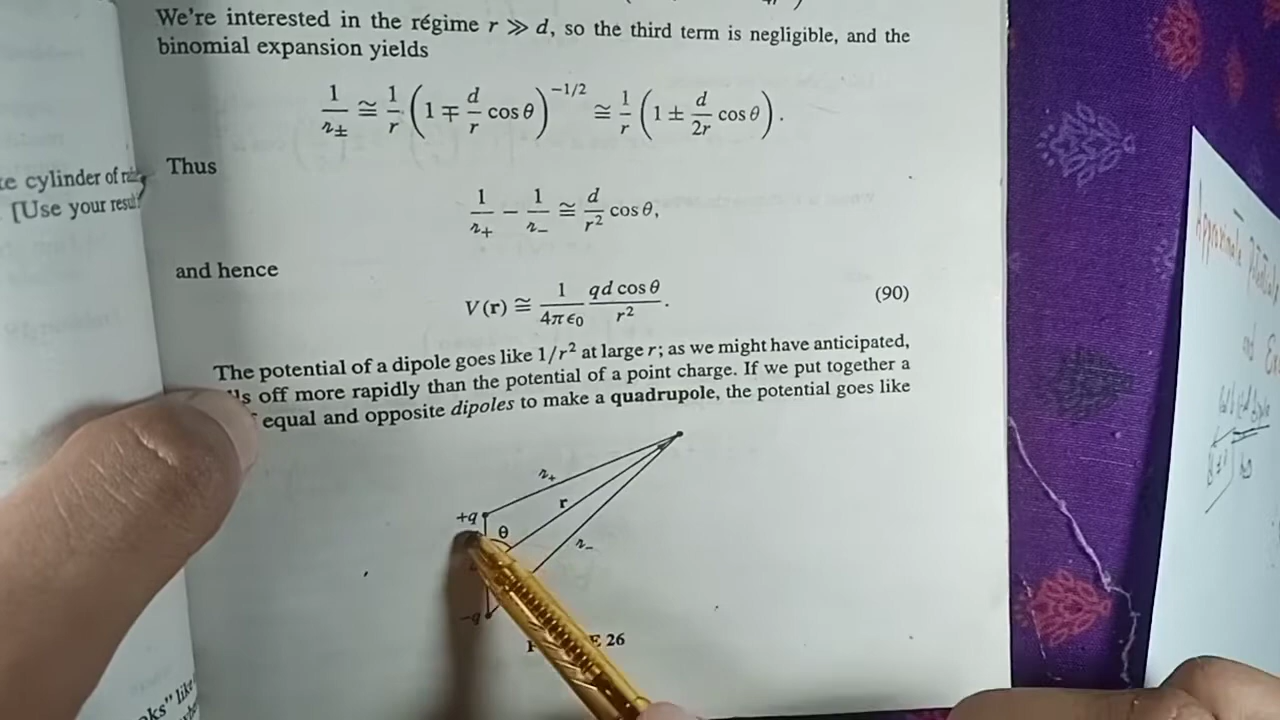 We're interested in the régime r ≫ d, so the third term is negligible, and the
binomial expansion yields
1/𝓇± ≅ 1/r (1 ∓ d/r cos θ)^−1/2 ≅ 1/r (1 ± d/2r cos θ).
Thus
1/𝓇+ − 1/𝓇− ≅ d/r² cos θ,
and hence
V(r) ≅ 1/4πϵ0 qd cos θ/r². (90)
The potential of a dipole goes like 1/r² at large r; as we might have anticipated,
off more rapidly than the potential of a point charge. If we put together a
equal and opposite dipoles to make a quadrupole, the potential goes like
𝓇+
r
+q
θ
𝓇−
−q
26
cylinder of
[Use your
Approximate Potentials
and